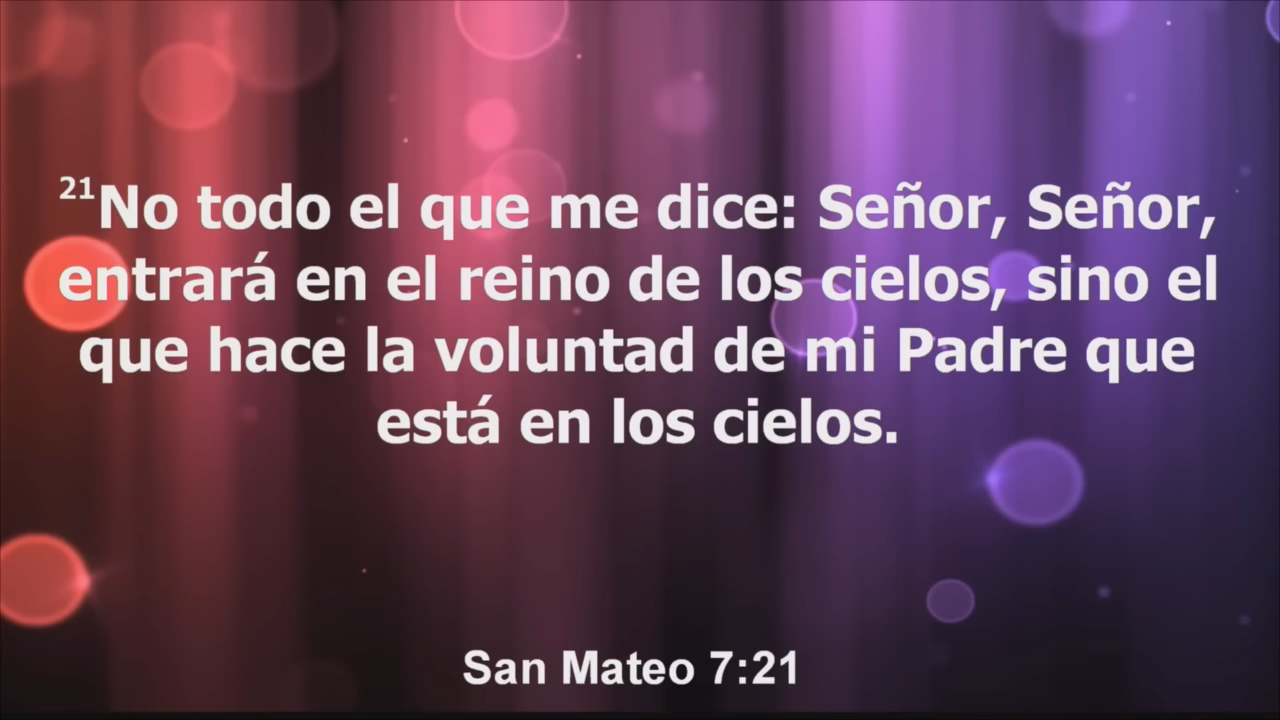 21No todo el que me dice: Señor, Señor,
entrará en el reino de los cielos, sino el
que hace la voluntad de mi Padre que
está en los cielos.
San Mateo 7:21